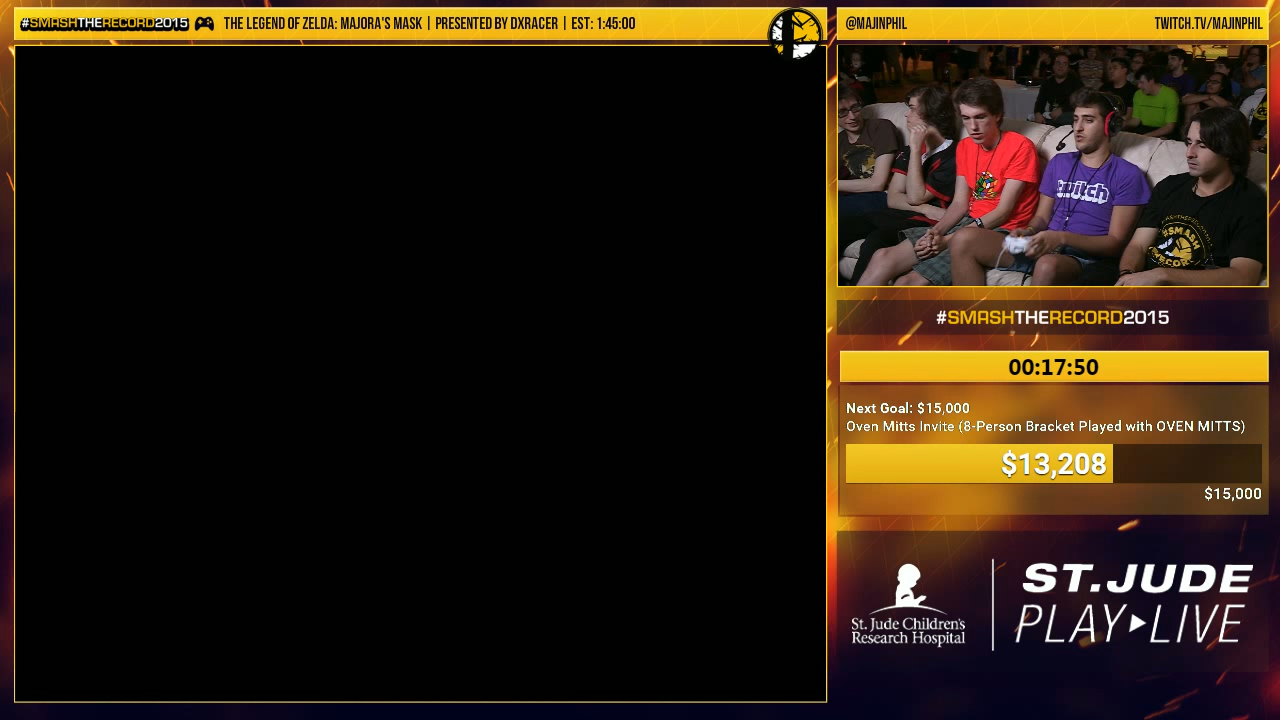 #SMASHTHERECORD2015 THE LEGEND OF ZELDA: MAJORA'S MASK | PRESENTED BY DXRACER | EST: 1:45:00
@MAJINPHIL TWITCH.TV/MAJINPHIL
twitch
#SMASH
#SMASHTHERECORD2015
00:17:50
Next Goal: $15,000
Oven Mitts Invite (8-Person Bracket Played with OVEN MITTS)
$13,208
$15,000
St. Jude Children's
Research Hospital
ST.JUDE
PLAY LIVE